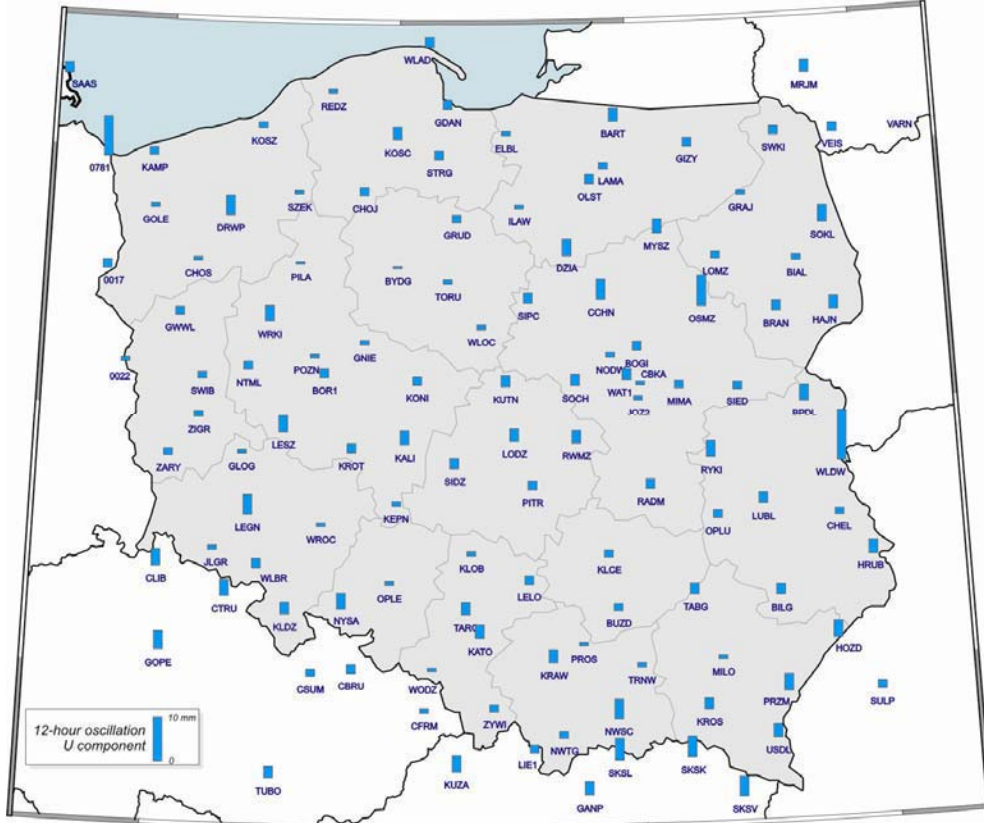 WLAD
SAAS
MRJM
REDZ
GDAN
BART
VARN
KOSZ
KOSC
ELBL
GIZY
SWKI
VEIS
0781
KAMP
STRG
LAMA
OLST
GOLE
DRWP
SZEK
CHOJ
ILAW
GRAJ
GRUD
MYSZ
SOKL
0017
CHOS
PILA
BYDG
DZIA
LOMZ
BIAL
TORU
SIPC
CCHN
OSMZ
GWWL
WRKI
WLOC
BRAN
HAJN
0022
POZN
GNIE
NODW
BOGI
SWIB
NTML
BOR1
KONI
KUTN
SOCH
WAT1
CBKA
MIMA
SIED
JOZ2
BPDL
ZIGR
LESZ
ZARY
GLOG
KROT
KALI
LODZ
RWMZ
RYKI
WLDW
SIDZ
PITR
RADM
LEGN
KEPN
LUBL
WROC
OPLU
CHEL
JLGR
CLIB
WLBR
KLOB
KLCE
HRUB
CTRU
OPLE
LELO
TABG
BILG
KLDZ
NYSA
BUZD
TARG
KATO
HOZD
GOPE
PROS
KRAW
MILO
CSUM
CBRU
WODZ
TRNW
PRZM
SULP
CFRM
ZYWI
KROS
12-hour oscillation
U component
10 mm
0
NWSC
USDL
NWTG
LIE1
SKSL
SKSK
TUBO
KUZA
GANP
SKSV